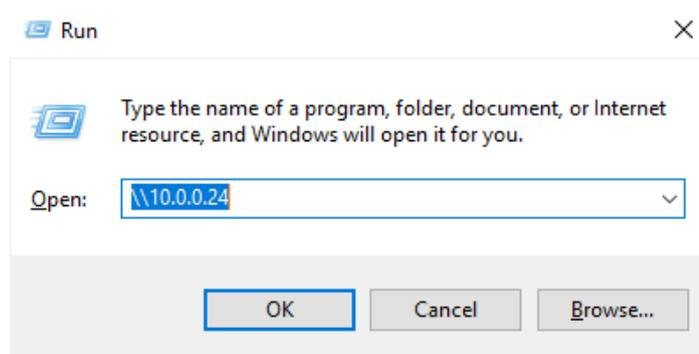 Run
Type the name of a program, folder, document, or Internet
resource, and Windows will open it for you.
Open: \\10.0.0.24
OK Cancel Browse...